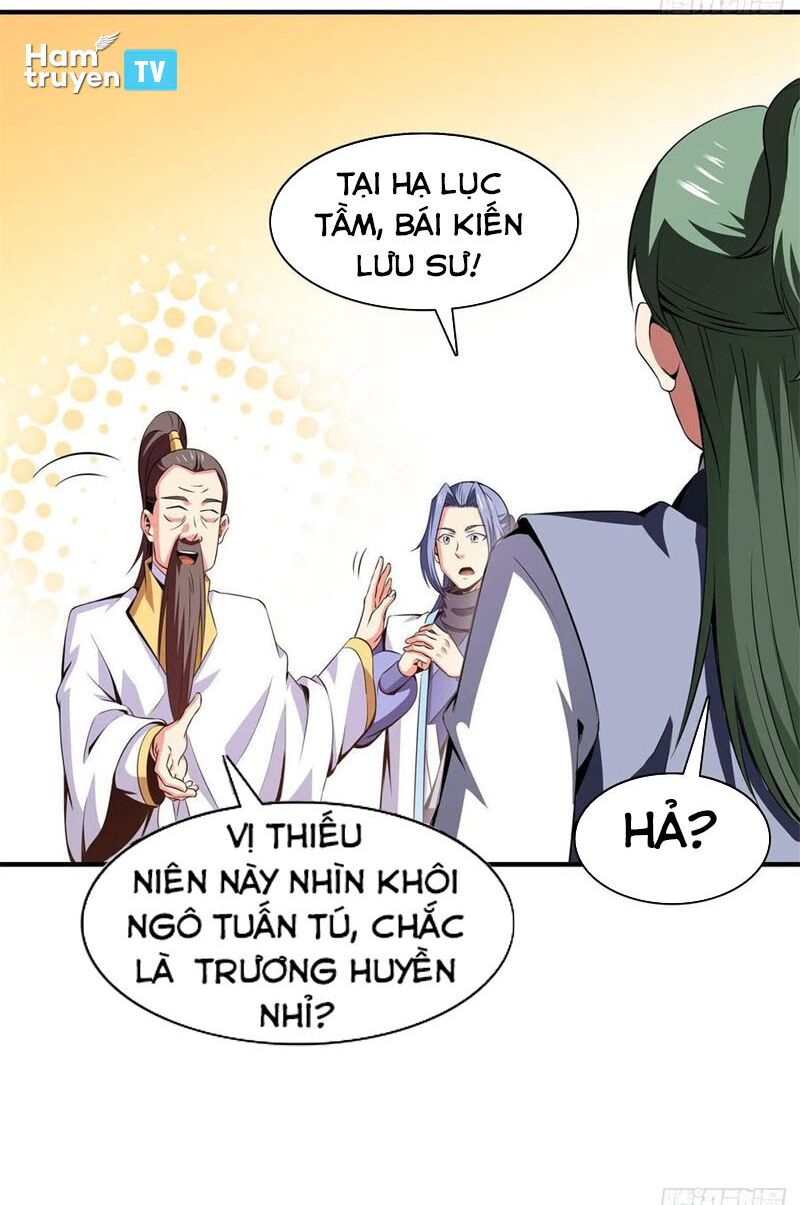 Ham
truyen TV
TẠI HẠ LỤC
TẦM, BÁI KIẾN
LƯU SƯ!
HẢ?
VỊ THIẾU
NIÊN NÀY NHÌN KHÔI
NGÔ TUẤN TÚ, CHẮC
LÀ TRƯƠNG HUYỀN
NHỈ?